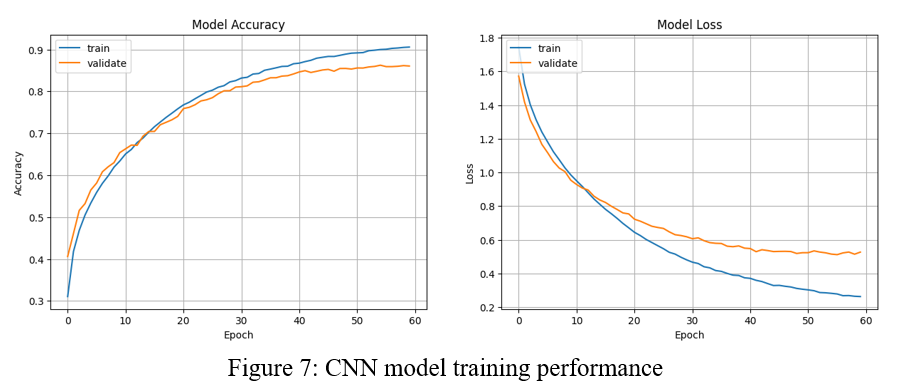 Model Accuracy
train
validate
0.9
0.8
0.7
0.6
0.5
0.4
0.3
Accuracy
0 10 20 30 40 50 60
Epoch
Model Loss
train
validate
1.8
1.6
1.4
1.2
1.0
0.8
0.6
0.4
0.2
Loss
0 10 20 30 40 50 60
Epoch
Figure 7: CNN model training performance